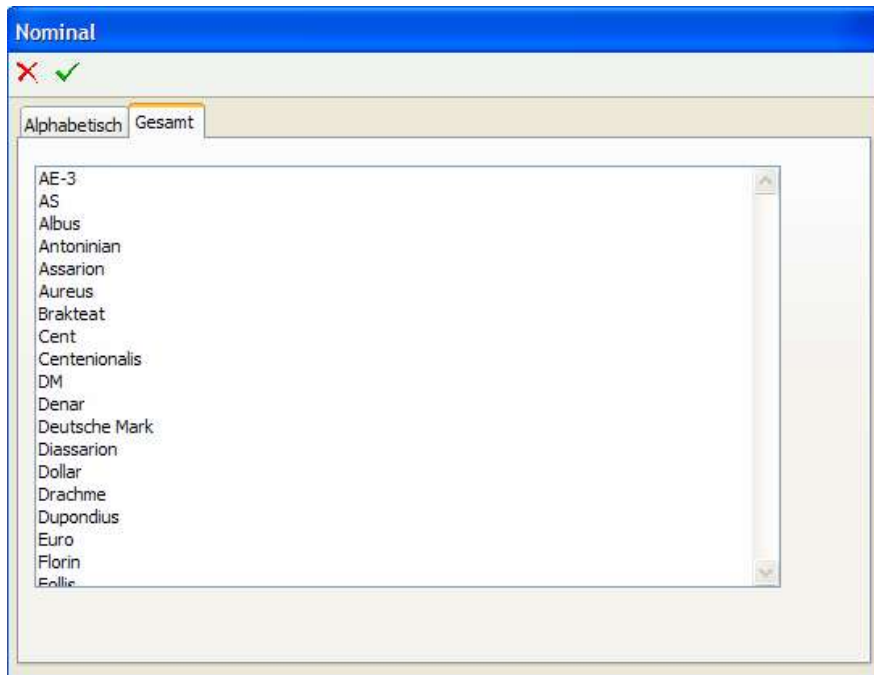 Nominal
Alphabetisch Gesamt
AE-3
AS
Albus
Antoninian
Assarion
Aureus
Brakteat
Cent
Centenionalis
DM
Denar
Deutsche Mark
Diassarion
Dollar
Drachme
Dupondius
Euro
Florin
Follis